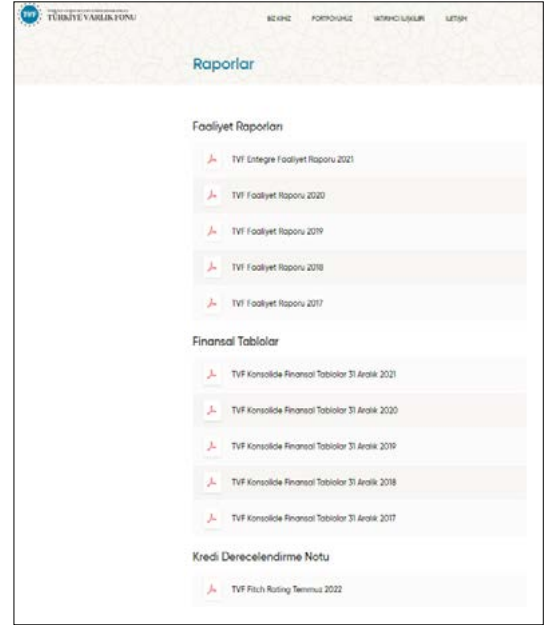 TVF
TÜRKİYE VARLIK FONU
BİZ KİMİZ PORTFÖYÜMÜZ YATIRIMCI İLİŞKİLERİ İLETİŞİM
Raporlar
Faaliyet Raporları
TVF Entegre Faaliyet Raporu 2021
TVF Faaliyet Raporu 2020
TVF Faaliyet Raporu 2019
TVF Faaliyet Raporu 2018
TVF Faaliyet Raporu 2017
Finansal Tablolar
TVF Konsolide Finansal Tablolar 31 Aralık 2021
TVF Konsolide Finansal Tablolar 31 Aralık 2020
TVF Konsolide Finansal Tablolar 31 Aralık 2019
TVF Konsolide Finansal Tablolar 31 Aralık 2018
TVF Konsolide Finansal Tablolar 31 Aralık 2017
Kredi Derecelendirme Notu
TVF Fitch Rating Temmuz 2022